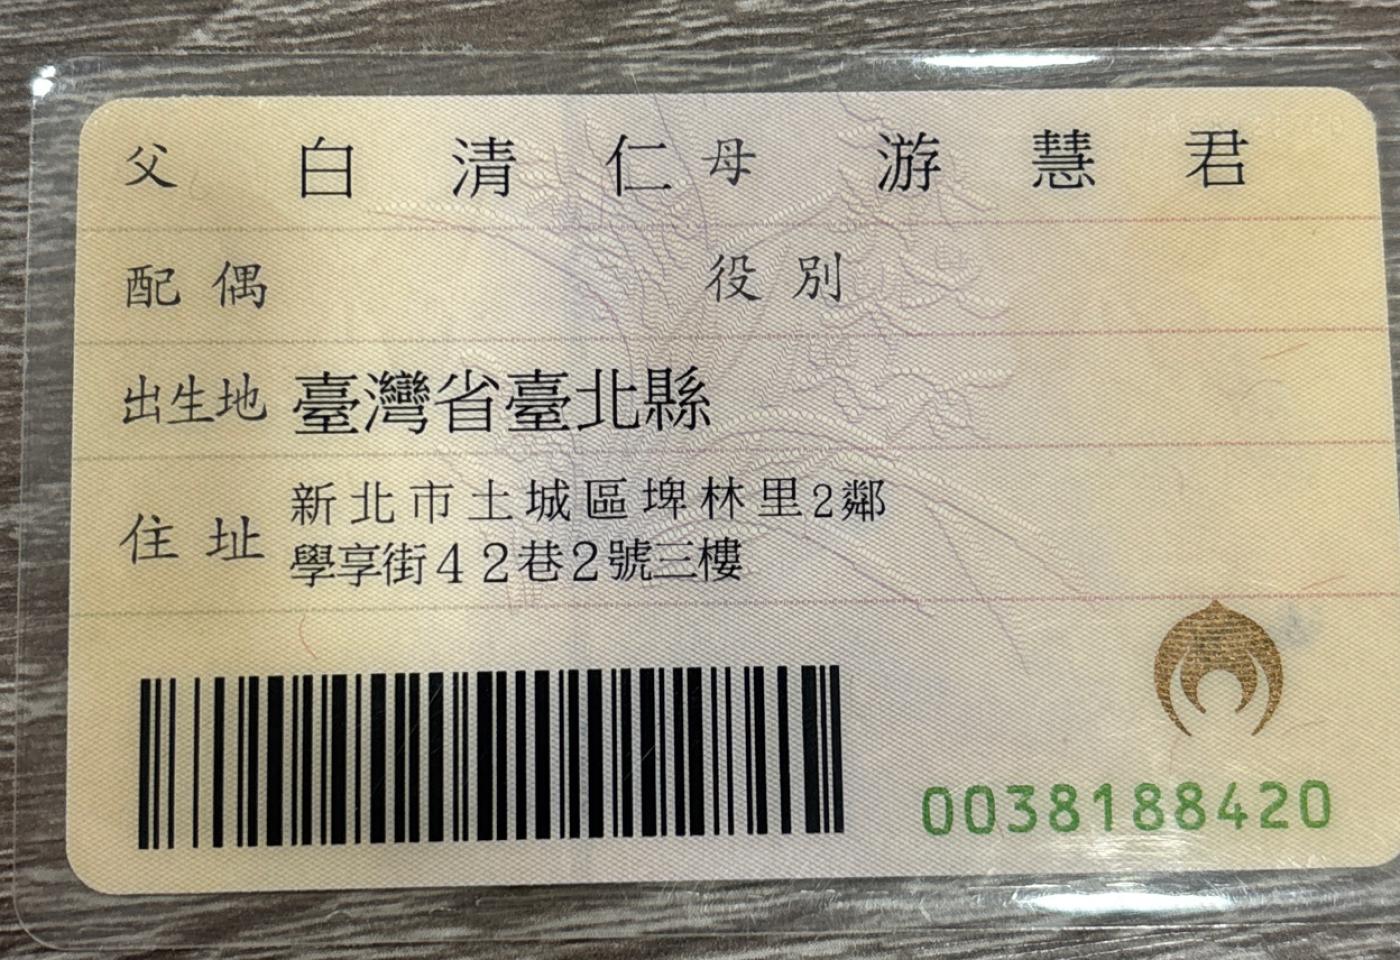 父 白清仁 母 游慧君
配偶 役別
出生地 臺灣省臺北縣
住址 新北市土城區埤林里2鄰
學享街42巷2號三樓
0038188420